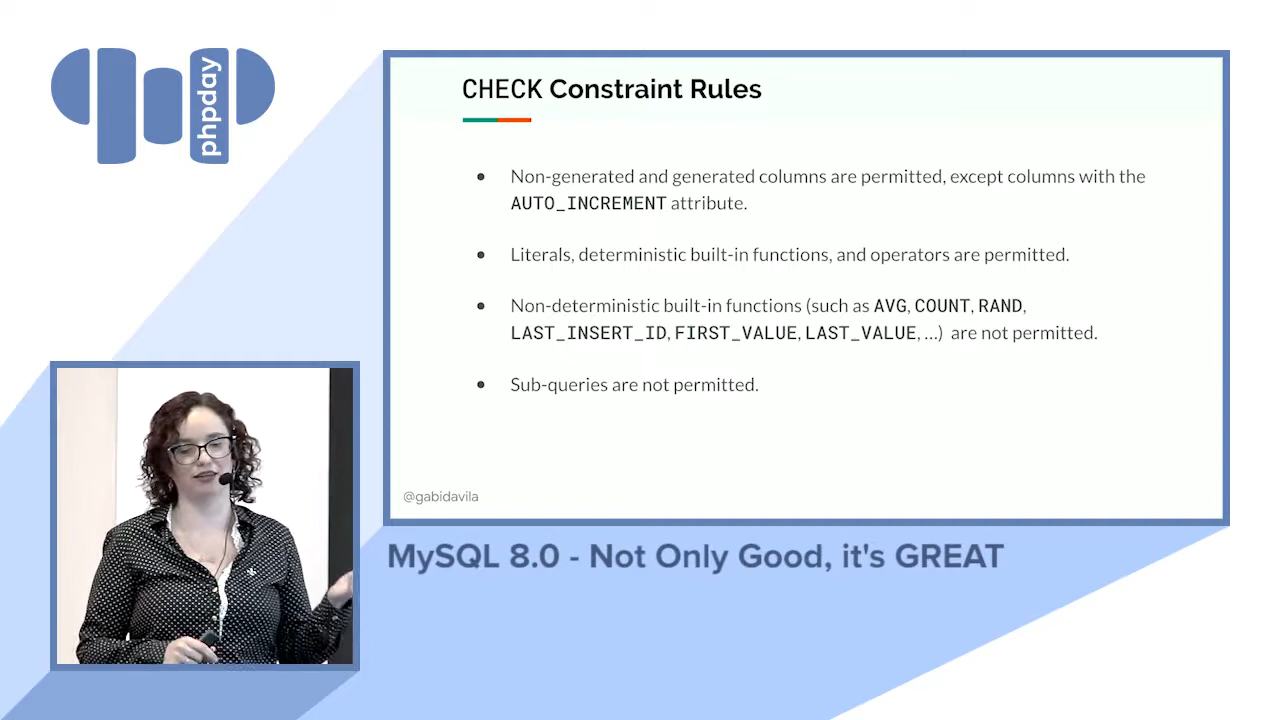 phpday
CHECK Constraint Rules
● Non-generated and generated columns are permitted, except columns with the
AUTO_INCREMENT attribute.
● Literals, deterministic built-in functions, and operators are permitted.
● Non-deterministic built-in functions (such as AVG, COUNT, RAND,
LAST_INSERT_ID, FIRST_VALUE, LAST_VALUE, …) are not permitted.
● Sub-queries are not permitted.
@gabidavila
MySQL 8.0 - Not Only Good, it's GREAT